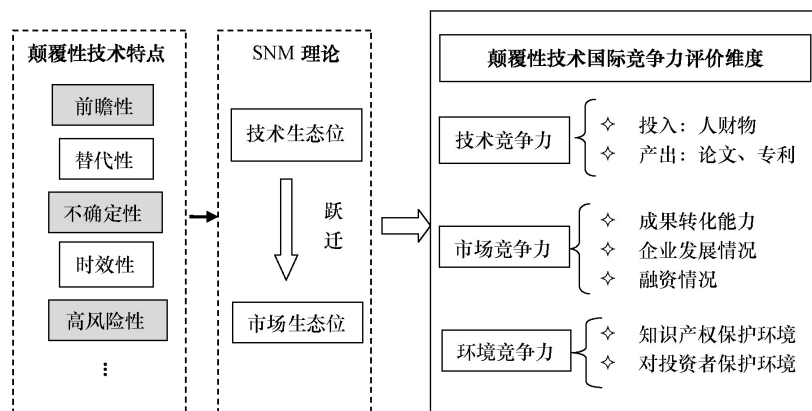 颠覆性技术特点
前瞻性
替代性
不确定性
时效性
高风险性
⋮
SNM 理论
技术生态位
跃
迁
市场生态位
颠覆性技术国际竞争力评价维度
技术竞争力
投入：人财物
产出：论文、专利
市场竞争力
成果转化能力
企业发展情况
融资情况
环境竞争力
知识产权保护环境
对投资者保护环境